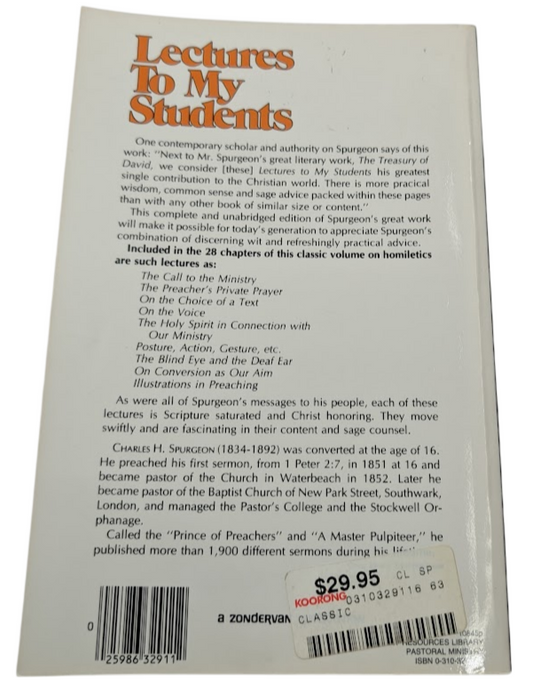 Lectures
To My
Students
One contemporary scholar and authority on Spurgeon says of this
work: "Next to Mr. Spurgeon's great literary work, The Treasury of
David, we consider [these] Lectures to My Students his greatest
single contribution to the Christian world. There is more pracical
wisdom, common sense and sage advice packed within these pages
than with any other book of similar size or content."
This complete and unabridged edition of Spurgeon's great work
will make it possible for today's generation to appreciate Spurgeon's
combination of discerning wit and refreshingly practical advice.
Included in the 28 chapters of this classic volume on homiletics
are such lectures as:
The Call to the Ministry
The Preacher's Private Prayer
On the Choice of a Text
On the Voice
The Holy Spirit in Connection with
Our Ministry
Posture, Action, Gesture, etc.
The Blind Eye and the Deaf Ear
On Conversion as Our Aim
Illustrations in Preaching
As were all of Spurgeon's messages to his people, each of these
lectures is Scripture saturated and Christ honoring. They move
swiftly and are fascinating in their content and sage counsel.
CHARLES H. SPURGEON (1834-1892) was converted at the age of 16.
He preached his first sermon, from 1 Peter 2:7, in 1851 at 16 and
became pastor of the Church in Waterbeach in 1852. Later he
became pastor of the Baptist Church of New Park Street, Southwark,
London, and managed the Pastor's College and the Stockwell Or-
phanage.
Called the "Prince of Preachers" and "A Master Pulpiteer," he
published more than 1,900 different sermons during his
$29.95 CL SP
KOORONG 0310329116 63
CLASSIC
a ZONDERVAN
0
25986 32911
RESOURCES LIBRARY
PASTORAL
ISBN 0-310-